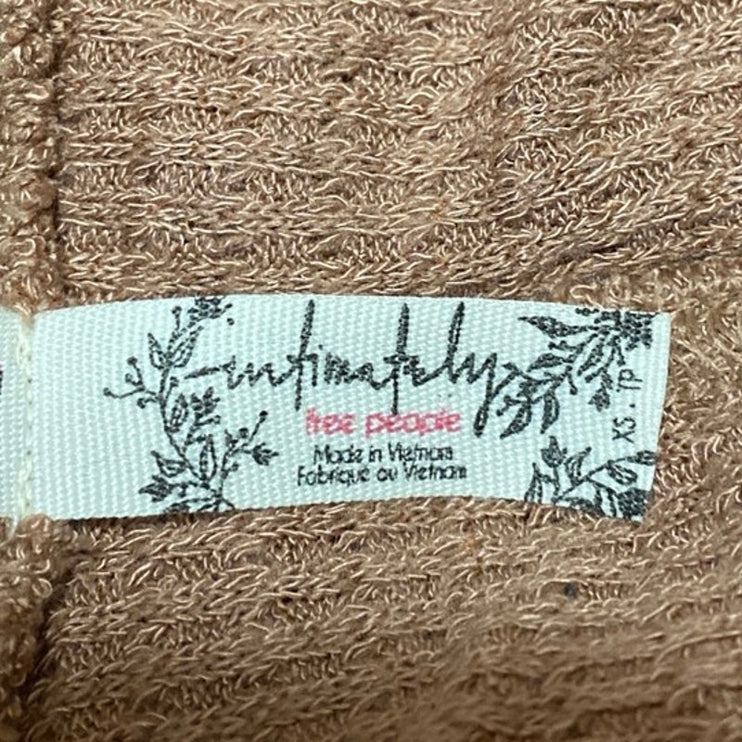 intimately
free people
Made in Vietnam
Fabriqué au Vietnam
XS. TP